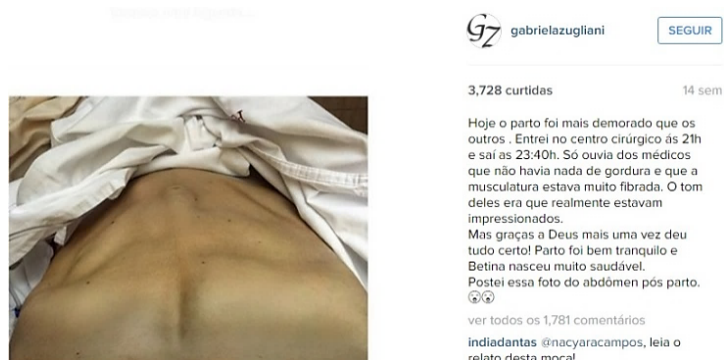 GZ
gabrielazugliani
SEGUIR
3,728 curtidas
14 sem
Hoje o parto foi mais demorado que os
outros . Entrei no centro cirúrgico ás 21h
e saí as 23:40h. Só ouvia dos médicos
que não havia nada de gordura e que a
musculatura estava muito fibrada. O tom
deles era que realmente estavam
impressionados.
Mas graças a Deus mais uma vez deu
tudo certo! Parto foi bem tranquilo e
Betina nasceu muito saudável.
Postei essa foto do abdômen pós parto.
ver todos os 1,781 comentários
indiadantas @nacyaracampos, leia o
relato desta moça!